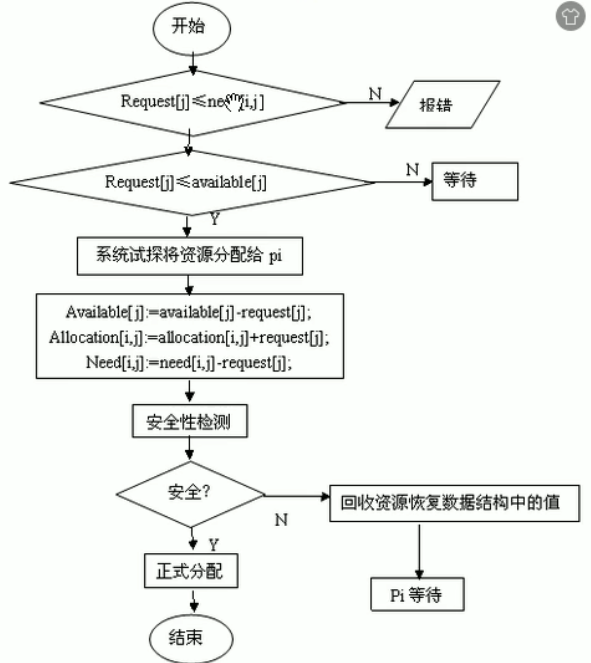 开始
Request[j]≤ne[i,j]
N
报错
Request[j]≤available[j]
N
等待
Y
系统试探将资源分配给 pi
Available[j]:=available[j]-request[j];
Allocation[i,j]:=allocation[i,j]+request[j];
Need[i,j]:=need[i,j]-request[j];
安全性检测
安全?
N
回收资源恢复数据结构中的值
Y
正式分配
Pi 等待
结束